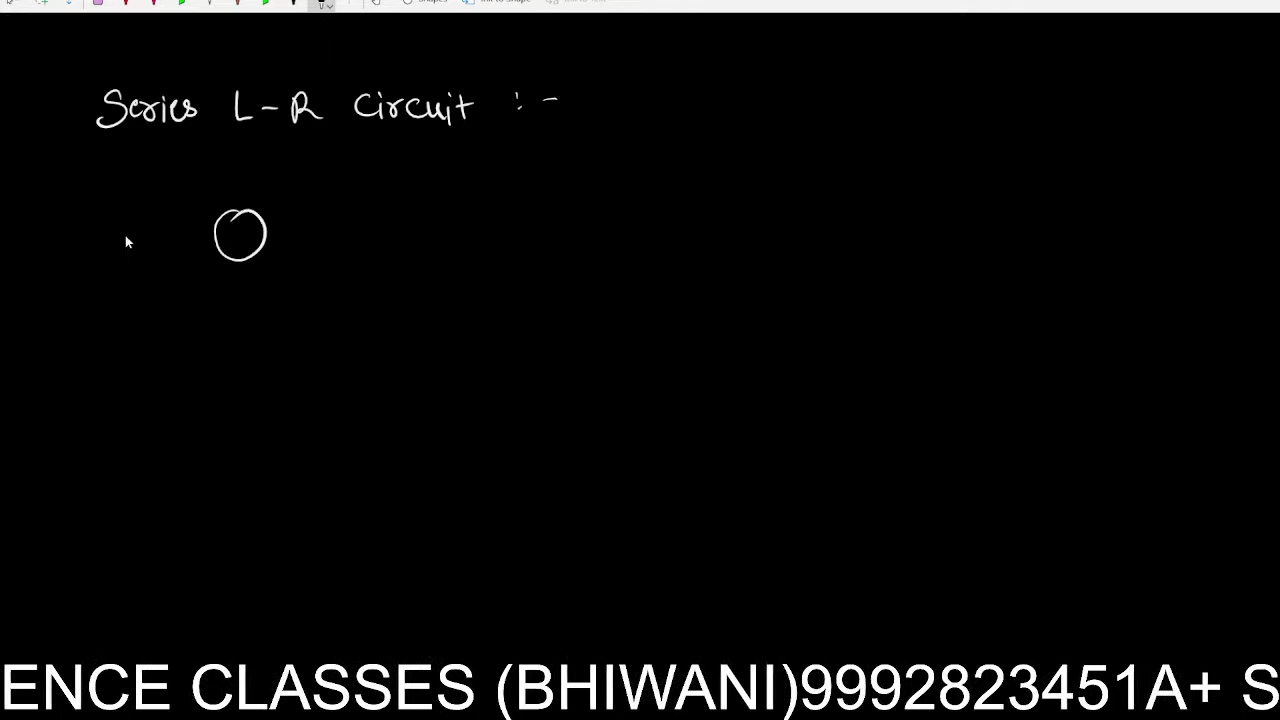 Series L-R Circuit :-
ENCE CLASSES (BHIWANI)9992823451A+ S